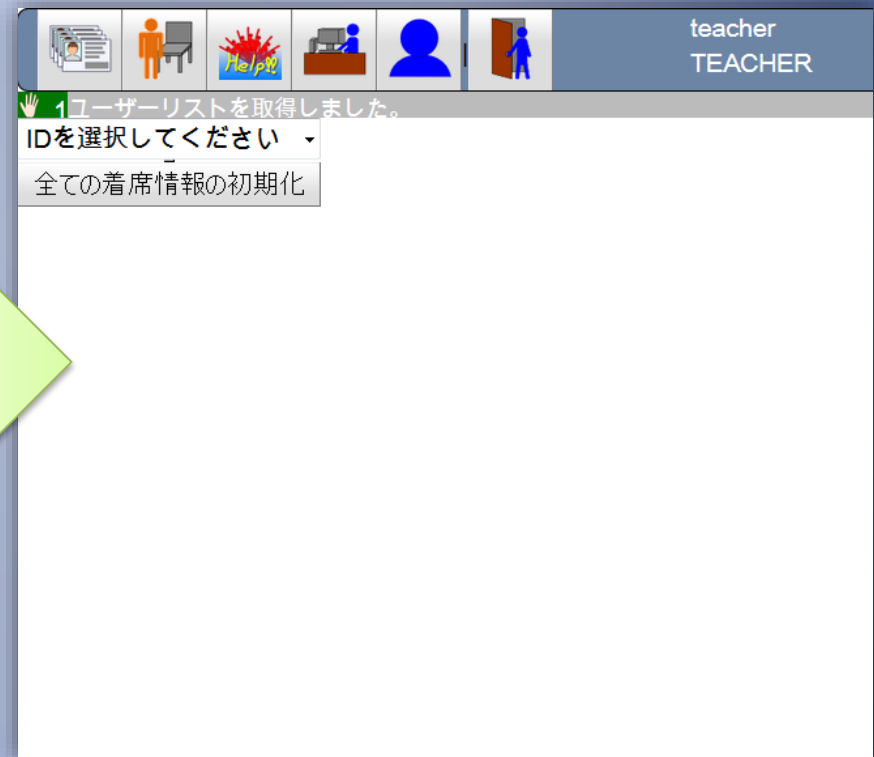 Help!!
teacher
TEACHER
1ユーザーリストを取得しました。
IDを選択してください
全ての着席情報の初期化